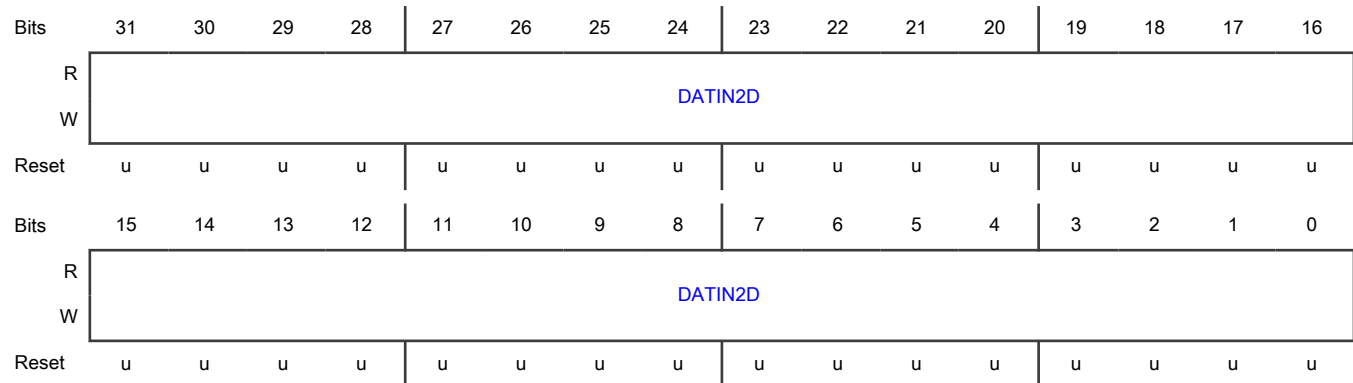 Bits 31 30 29 28 27 26 25 24 23 22 21 20 19 18 17 16
R
DATIN2D
W
Reset u u u u u u u u u u u u u u u u
Bits 15 14 13 12 11 10 9 8 7 6 5 4 3 2 1 0
R
DATIN2D
W
Reset u u u u u u u u u u u u u u u u